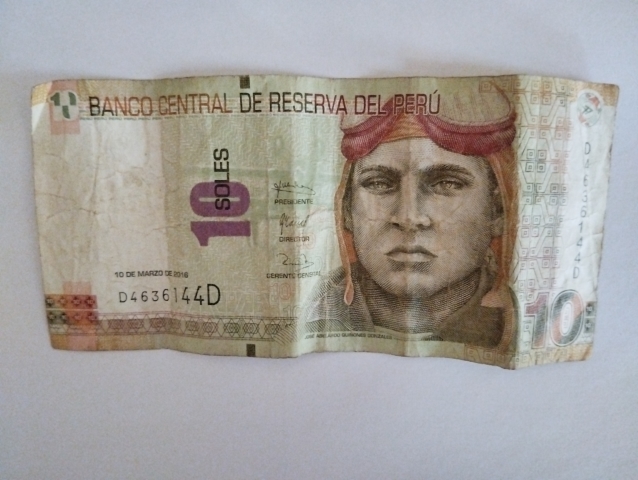 BANCO CENTRAL DE RESERVA DEL PERÚ
10
SOLES
PRESIDENTE
DIRECTOR
GERENTE GENERAL
10 DE MARZO DE 2016
D4636144D
D4636144D
JOSÉ ABELARDO QUIÑONES GONZALES
10